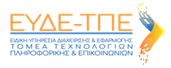 ΕΥΔΕ-ΤΠΕ
ΕΙΔΙΚΗ ΥΠΗΡΕΣΙΑ ΔΙΑΧΕΙΡΙΣΗΣ & ΕΦΑΡΜΟΓΗΣ
ΤΟΜΕΑ ΤΕΧΝΟΛΟΓΙΩΝ
ΠΛΗΡΟΦΟΡΙΚΗΣ & ΕΠΙΚΟΙΝΩΝΙΩΝ